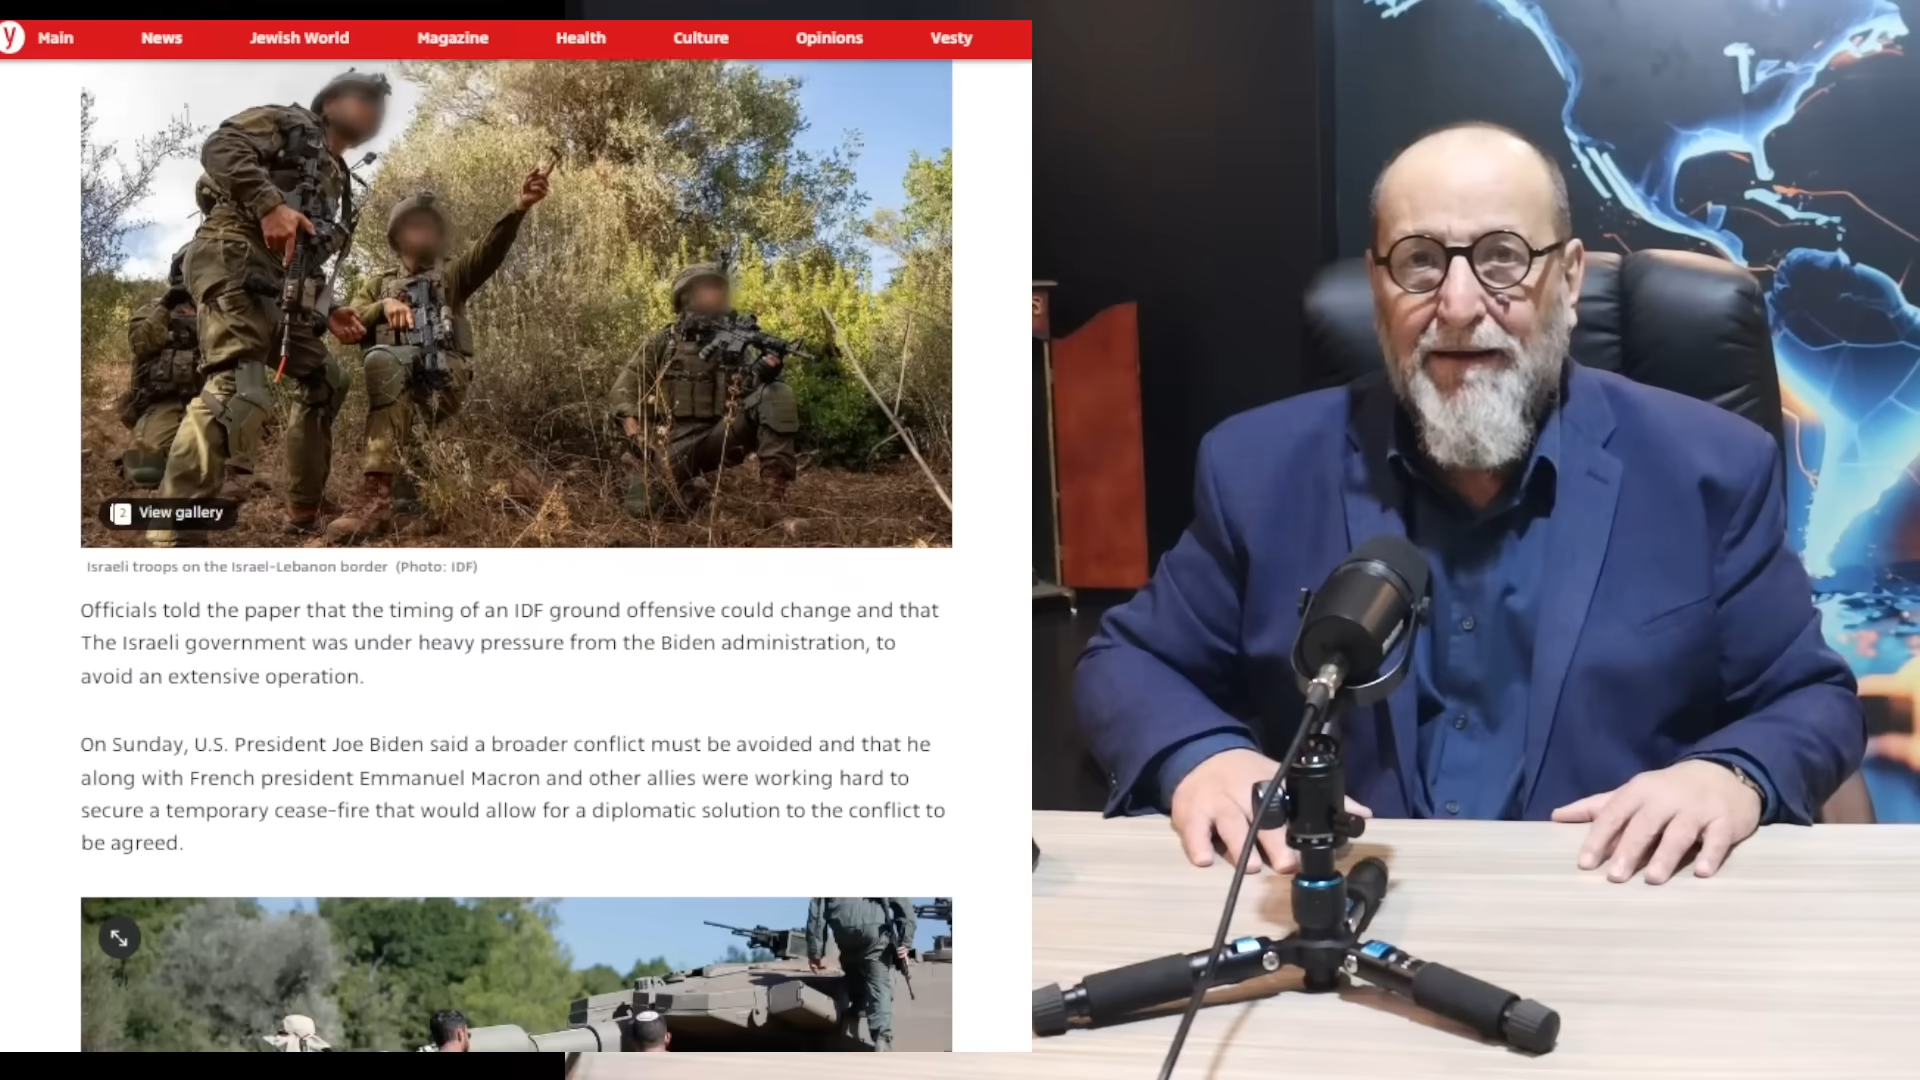 y Main News Jewish World Magazine Health Culture Opinions Vesty
2 View gallery
Israeli troops on the Israel-Lebanon border (Photo: IDF)
Officials told the paper that the timing of an IDF ground offensive could change and that
The Israeli government was under heavy pressure from the Biden administration, to
avoid an extensive operation.
On Sunday, U.S. President Joe Biden said a broader conflict must be avoided and that he
along with French president Emmanuel Macron and other allies were working hard to
secure a temporary cease-fire that would allow for a diplomatic solution to the conflict to
be agreed.